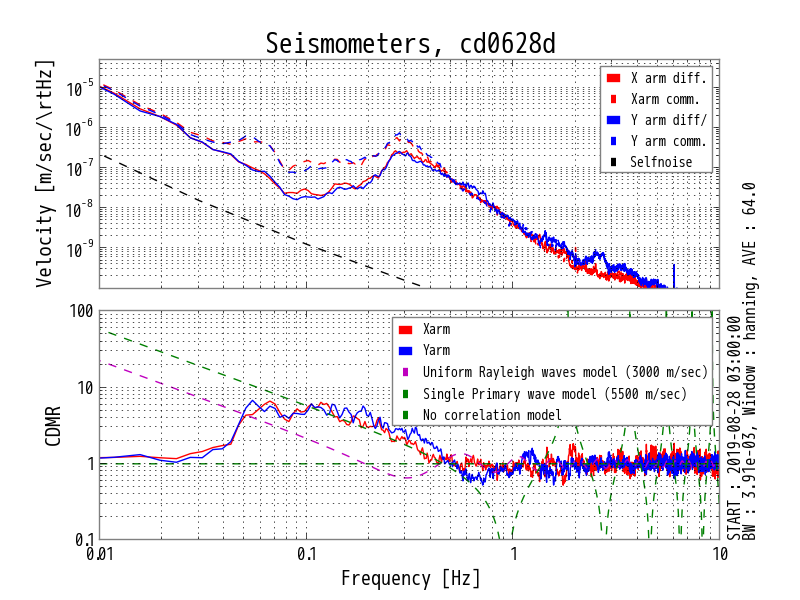 Seismometers, cd0628d
Velocity [m/sec/\rtHz]
10^-5
10^-6
10^-7
10^-8
10^-9
X arm diff.
Xarm comm.
Y arm diff/
Y arm comm.
Selfnoise
CDMR
100
10
1
0.1
Xarm
Yarm
Uniform Rayleigh waves model (3000 m/sec)
Single Primary wave model (5500 m/sec)
No correlation model
0.01
0.1
1
10
Frequency [Hz]
START : 2019-08-28 03:00:00
BW : 3.91e-03, Window : hanning, AVE : 64.0